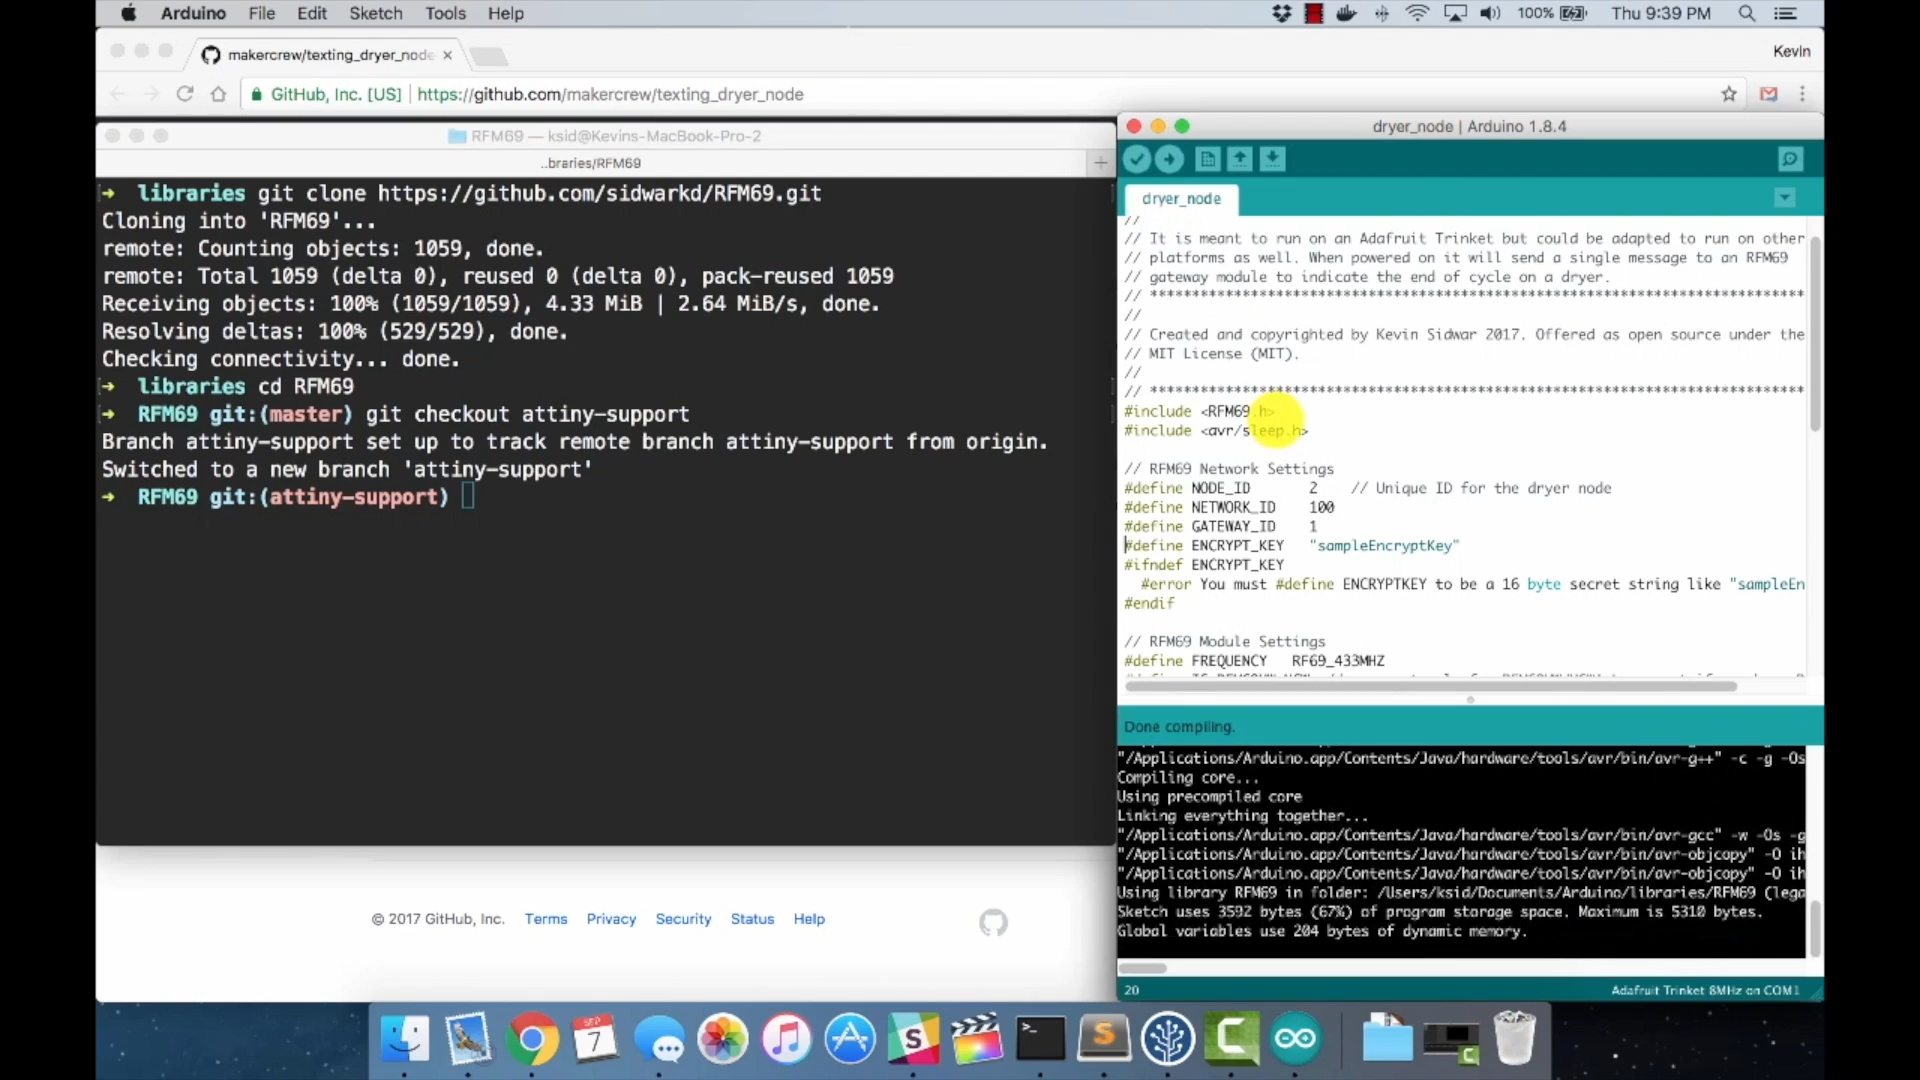 Arduino File Edit Sketch Tools Help
100% Thu 9:39 PM
makercrew/texting_dryer_node
Kevin
GitHub, Inc. [US] | https://github.com/makercrew/texting_dryer_node
RFM69 — ksid@Kevins-MacBook-Pro-2
..braries/RFM69
➜ libraries git clone https://github.com/sidwarkd/RFM69.git
Cloning into 'RFM69'...
remote: Counting objects: 1059, done.
remote: Total 1059 (delta 0), reused 0 (delta 0), pack-reused 1059
Receiving objects: 100% (1059/1059), 4.33 MiB | 2.64 MiB/s, done.
Resolving deltas: 100% (529/529), done.
Checking connectivity... done.
➜ libraries cd RFM69
➜ RFM69 git:(master) git checkout attiny-support
Branch attiny-support set up to track remote branch attiny-support from origin.
Switched to a new branch 'attiny-support'
➜ RFM69 git:(attiny-support)
© 2017 GitHub, Inc. Terms Privacy Security Status Help
dryer_node | Arduino 1.8.4
dryer_node
//
// It is meant to run on an Adafruit Trinket but could be adapted to run on other
// platforms as well. When powered on it will send a single message to an RFM69
// gateway module to indicate the end of cycle on a dryer.
// ******************************************************************************
//
// Created and copyrighted by Kevin Sidwar 2017. Offered as open source under the
// MIT License (MIT).
//
// ******************************************************************************
#include <RFM69.h>
#include <avr/sleep.h>
// RFM69 Network Settings
#define NODE_ID 2 // Unique ID for the dryer node
#define NETWORK_ID 100
#define GATEWAY_ID 1
#define ENCRYPT_KEY "sampleEncryptKey"
#ifndef ENCRYPT_KEY
#error You must #define ENCRYPTKEY to be a 16 byte secret string like "sampleEn
#endif
// RFM69 Module Settings
#define FREQUENCY RF69_433MHZ
Done compiling.
"/Applications/Arduino.app/Contents/Java/hardware/tools/avr/bin/avr-g++" -c -g -Os
Compiling core...
Using precompiled core
Linking everything together...
"/Applications/Arduino.app/Contents/Java/hardware/tools/avr/bin/avr-gcc" -w -Os -g
"/Applications/Arduino.app/Contents/Java/hardware/tools/avr/bin/avr-objcopy" -O ih
"/Applications/Arduino.app/Contents/Java/hardware/tools/avr/bin/avr-objcopy" -O ih
Using library RFM69 in folder: /Users/ksid/Documents/Arduino/libraries/RFM69 (lega
Sketch uses 3592 bytes (67%) of program storage space. Maximum is 5310 bytes.
Global variables use 204 bytes of dynamic memory.
20 Adafruit Trinket 8MHz on COM1
SEP
7